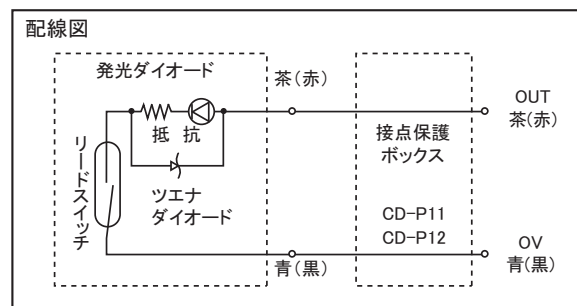 配線図
発光ダイオード
抵 抗
ツエナ
ダイオード
リードスイッチ
茶(赤)
青(黒)
接点保護
ボックス
CD-P11
CD-P12
OUT
茶(赤)
OV
青(黒)